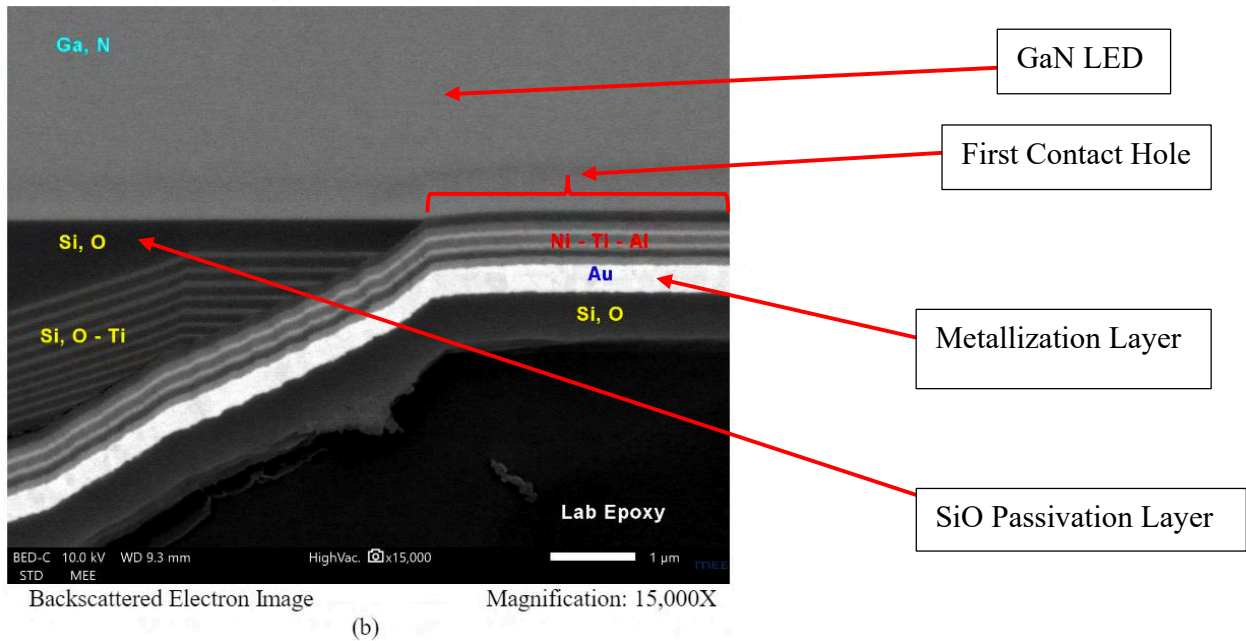 Ga, N
GaN LED
First Contact Hole
Si, O
Ni - Ti - Al
Au
Si, O
Metallization Layer
Si, O - Ti
Lab Epoxy
SiO Passivation Layer
BED-C 10.0 kV WD 9.3 mm HighVac. x15,000 1 µm
STD MEE
MEE
Backscattered Electron Image Magnification: 15,000X
(b)